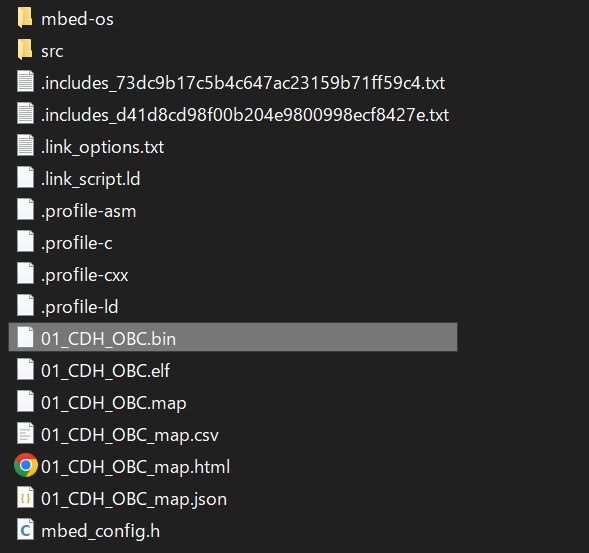 mbed-os
src
.includes_73dc9b17c5b4c647ac23159b71ff59c4.txt
.includes_d41d8cd98f00b204e9800998ecf8427e.txt
.link_options.txt
.link_script.ld
.profile-asm
.profile-c
.profile-cxx
.profile-ld
01_CDH_OBC.bin
01_CDH_OBC.elf
01_CDH_OBC.map
01_CDH_OBC_map.csv
01_CDH_OBC_map.html
01_CDH_OBC_map.json
mbed_config.h